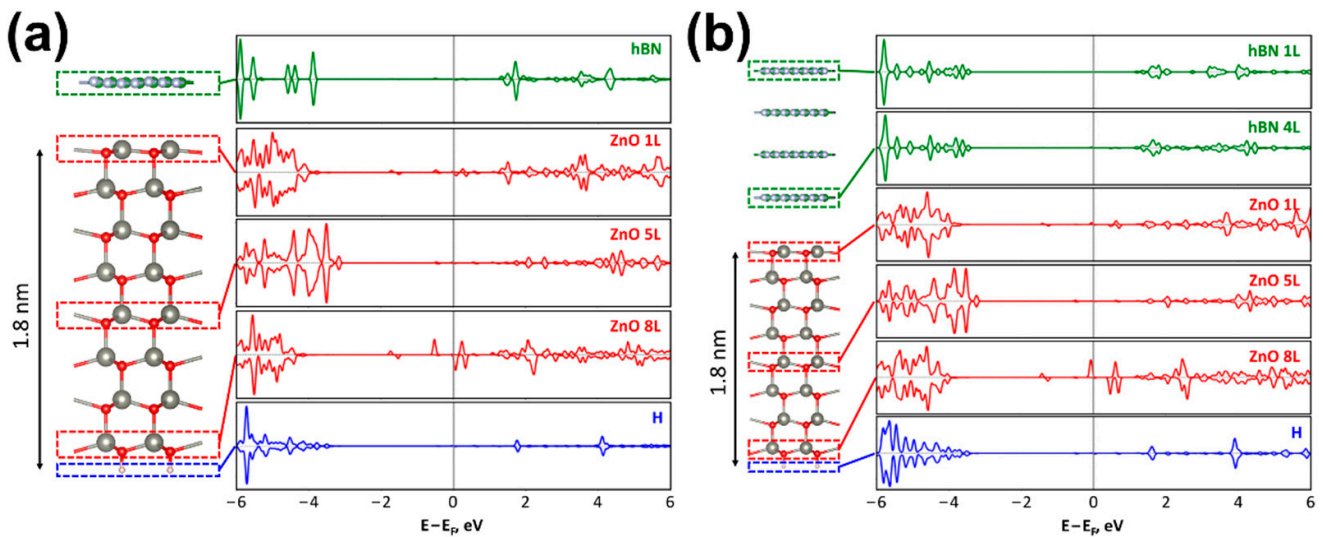 (a)
hBN
ZnO 1L
ZnO 5L
ZnO 8L
H
1.8 nm
−6 −4 −2 0 2 4 6
E−E_F, eV
(b)
hBN 1L
hBN 4L
ZnO 1L
ZnO 5L
ZnO 8L
H
1.8 nm
−6 −4 −2 0 2 4 6
E−E_F, eV